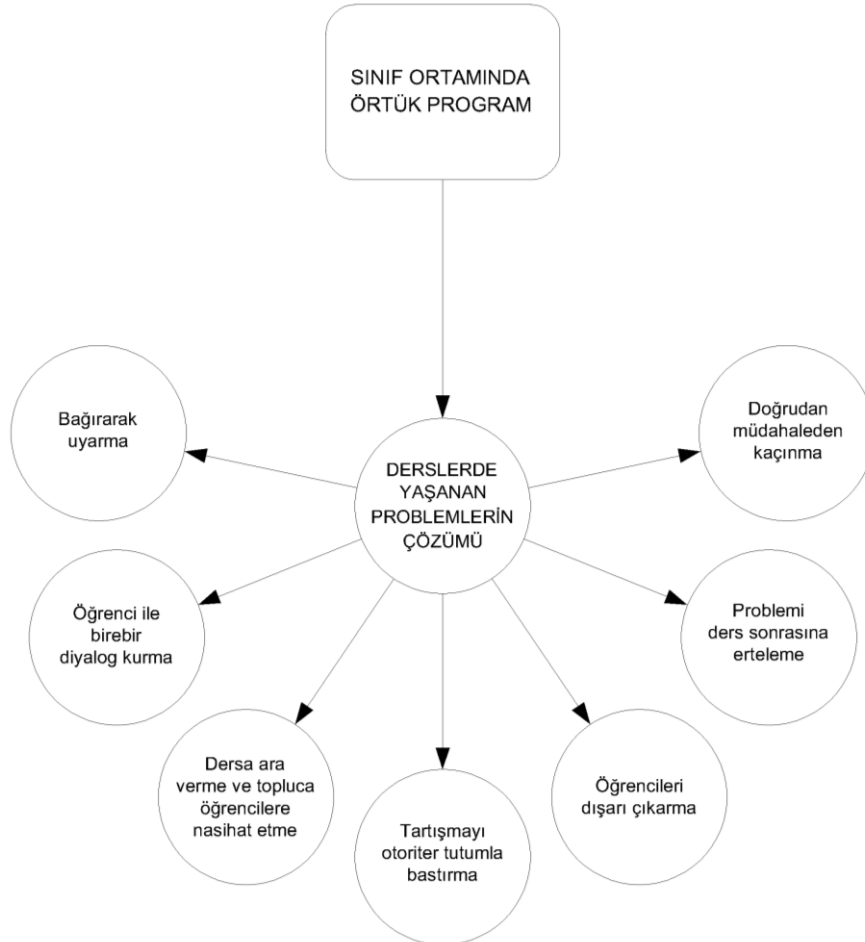 SINIF ORTAMINDA
ÖRTÜK PROGRAM
DERSLERDE
YAŞANAN
PROBLEMLERİN
ÇÖZÜMÜ
Bağırarak
uyarma
Öğrenci ile
birebir
diyalog kurma
Dersa ara
verme ve topluca
öğrencilere
nasihat etme
Tartışmayı
otoriter tutumla
bastırma
Öğrencileri
dışarı çıkarma
Problemi
ders sonrasına
erteleme
Doğrudan
müdahaleden
kaçınma